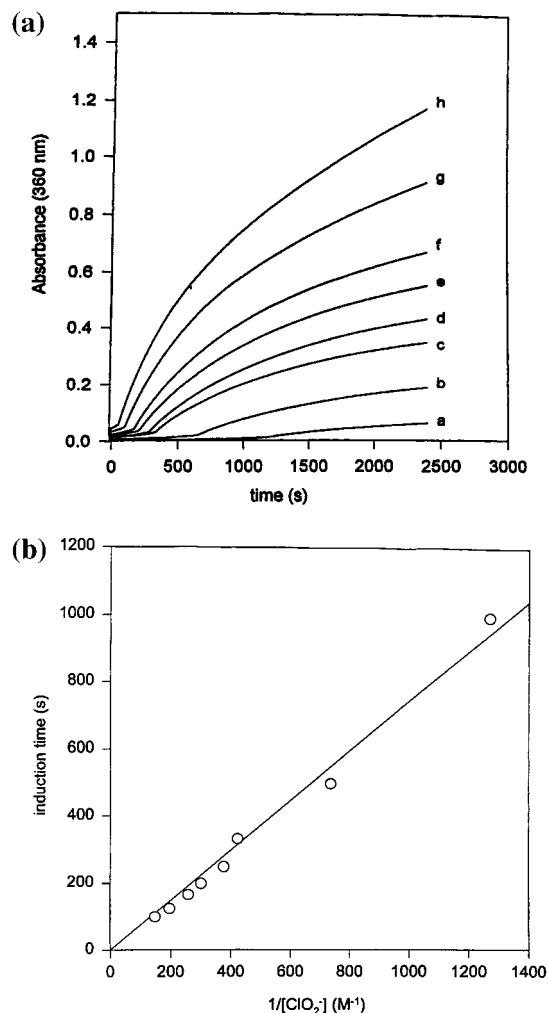 (a)
1.4
1.2
1.0
0.8
0.6
0.4
0.2
0.0
Absorbance (360 nm)
h
g
f
e
d
c
b
a
0 500 1000 1500 2000 2500 3000
time (s)
(b)
1200
1000
800
600
400
200
0
induction time (s)
0 200 400 600 800 1000 1200 1400
1/[ClO₂⁻] (M⁻¹)